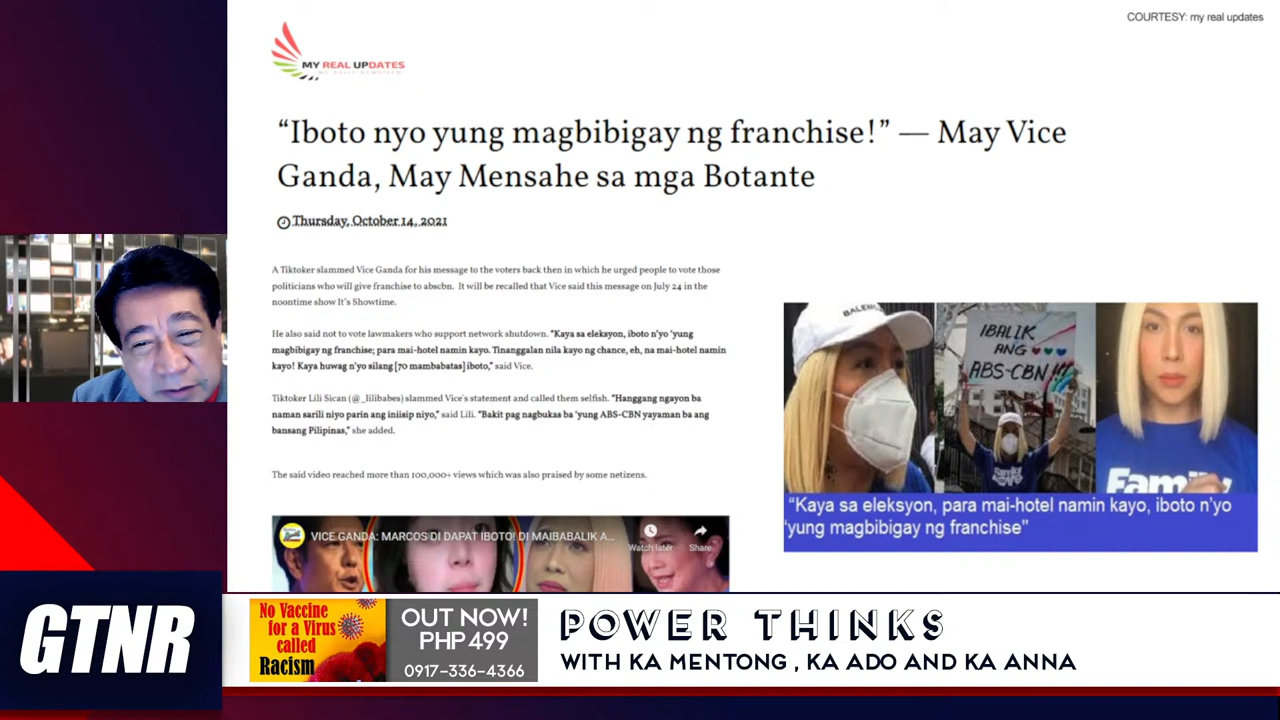 COURTESY: my real updates
MY REAL UPDATES
“Iboto nyo yung magbibigay ng franchise!” — May Vice
Ganda, May Mensahe sa mga Botante
Thursday, October 14, 2021
A Tiktoker slammed Vice Ganda for his message to the voters back then in which he urged people to vote those
politicians who will give franchise to abscbn. It will be recalled that Vice said this message on July 24 in the
noontime show It's Showtime.
He also said not to vote lawmakers who support network shutdown. “Kaya sa eleksyon, iboto n'yo ‘yung
magbibigay ng franchise; para mai-hotel namin kayo. Tinanggalan nila kayo ng chance, eh, na mai-hotel namin
kayo! Kaya huwag n'yo silang [70 mambabatas] iboto,” said Vice.
Tiktoker Lili Sican (@_lilibabes) slammed Vice's statement and called them selfish. “Hanggang ngayon ba
naman sarili niyo parin ang iniisip niyo,” said Lili. “Bakit pag nagbukas ba ‘yung ABS-CBN yayaman ba ang
bansang Pilipinas,” she added.
The said video reached more than 100,000+ views which was also praised by some netizens.
VICE GANDA: MARCOS DI DAPAT IBOTO! DI MAIBABALIK A...
Watch later
Share
BALENC
IBALIK
ANG
ABS-CBN!!!
Family
“Kaya sa eleksyon, para mai-hotel namin kayo, iboto n'yo
‘yung magbibigay ng franchise"
GTNR
No Vaccine
for a Virus
called
Racism
OUT NOW!
PHP 499
0917-336-4366
POWER THINKS
WITH KA MENTONG , KA ADO AND KA ANNA